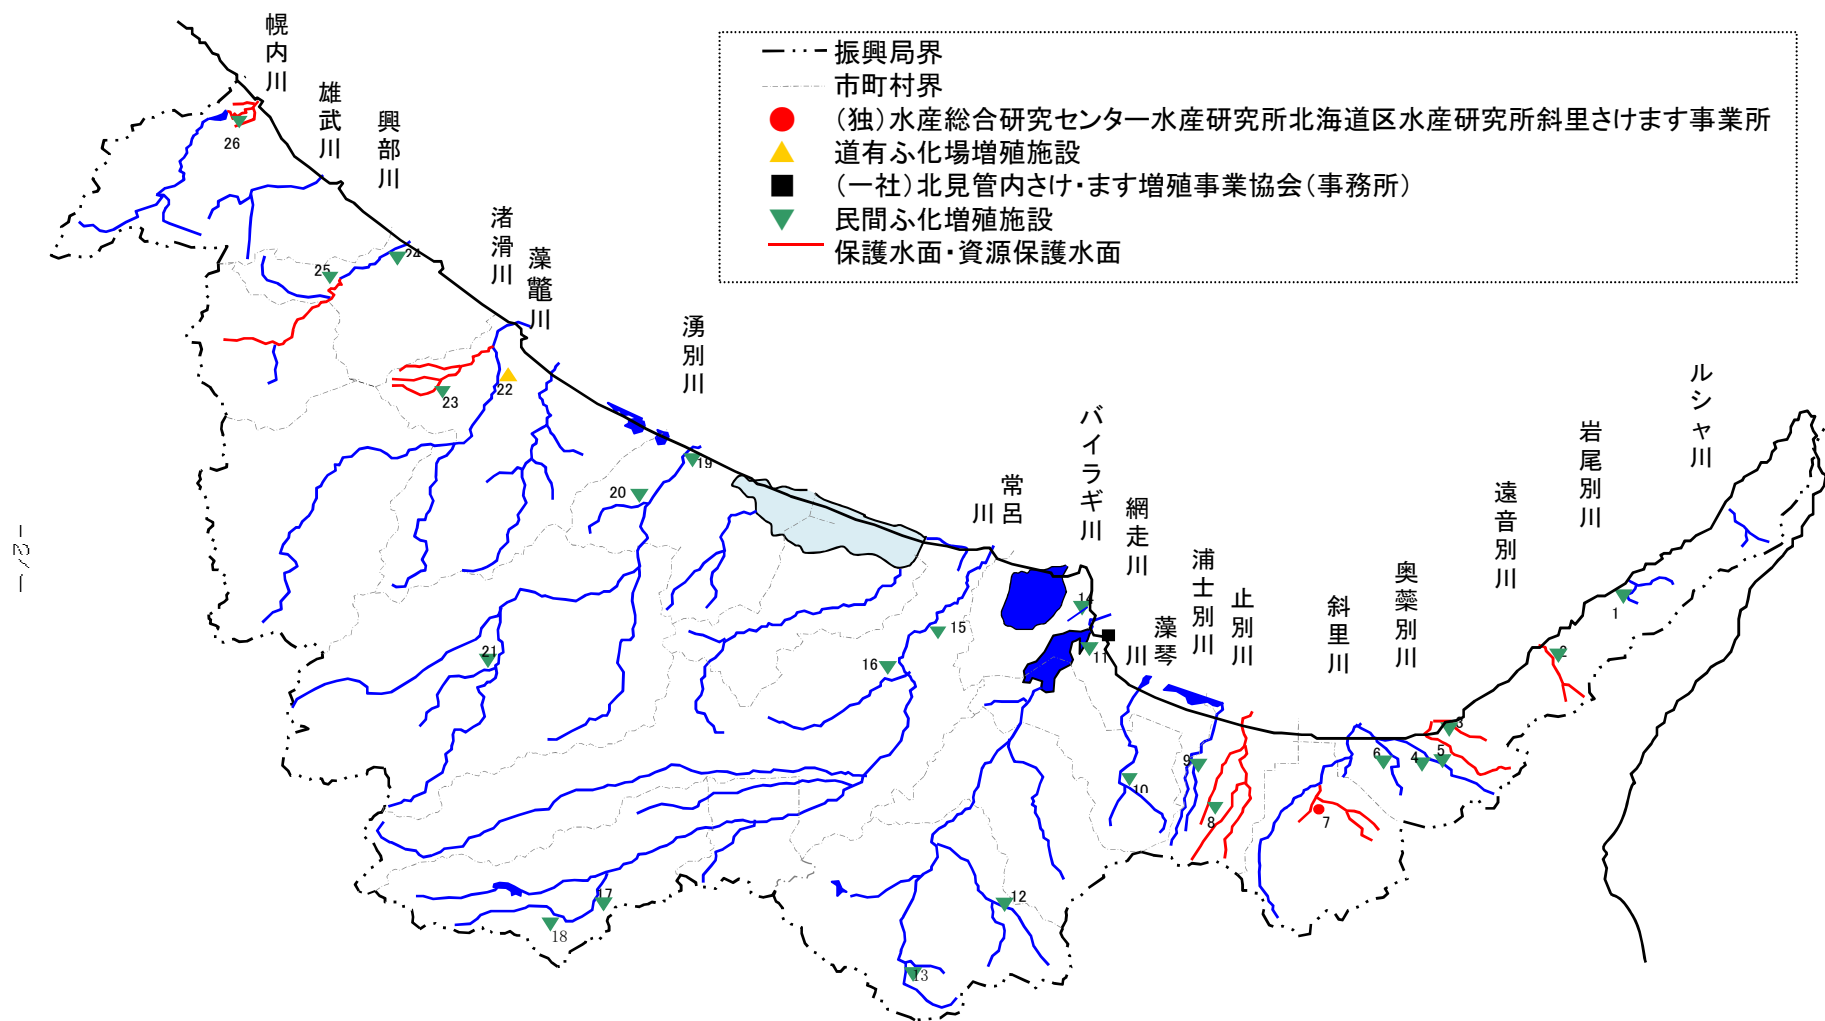 幌内川
雄武川
興部川
渚滑川
藻鼈川
湧別川
常呂川
バイラギ川
網走川
藻琴川
浦士別川
止別川
斜里川
奥蘂別川
遠音別川
岩尾別川
ルシャ川
振興局界
市町村界
(独)水産総合研究センター水産研究所北海道区水産研究所斜里さけます事業所
道有ふ化場増殖施設
(一社)北見管内さけ・ます増殖事業協会(事務所)
民間ふ化増殖施設
保護水面・資源保護水面
26
25
24
23
22
21
20
19
18
17
16
15
14
13
12
11
10
9
8
7
6
5
4
3
2
1